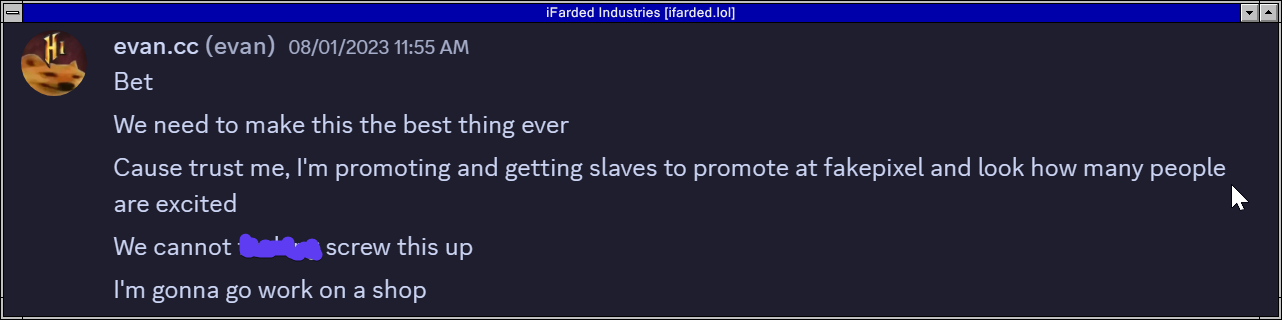 iFarded Industries [ifarded.lol]
Hi
evan.cc (evan) 08/01/2023 11:55 AM
Bet
We need to make this the best thing ever
Cause trust me, I'm promoting and getting slaves to promote at fakepixel and look how many people
are excited
We cannot screw this up
I'm gonna go work on a shop